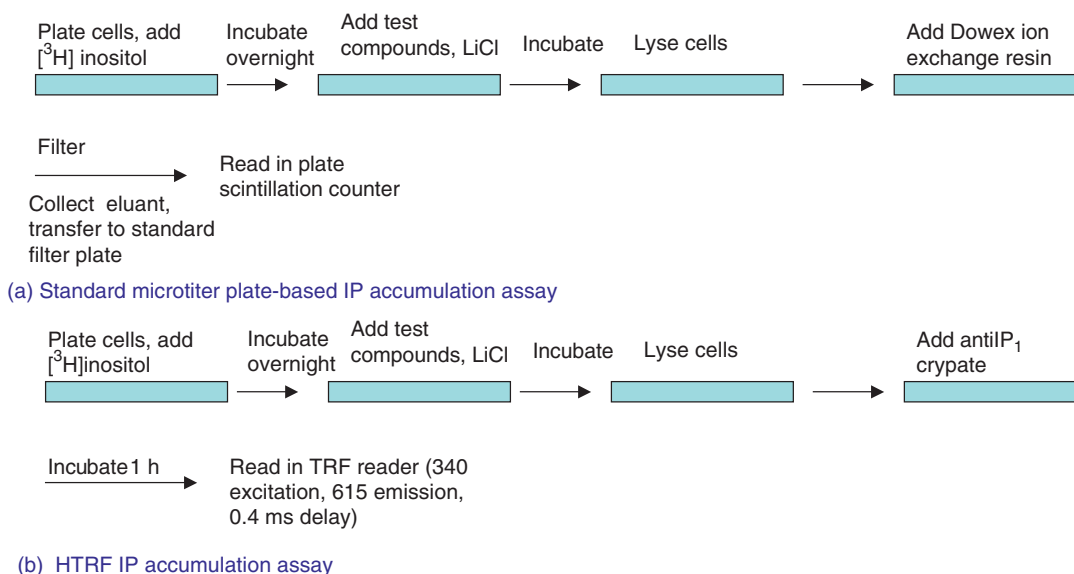 Plate cells, add
[³H] inositol
Incubate
overnight
Add test
compounds, LiCl
Incubate
Lyse cells
Add Dowex ion
exchange resin
Filter
Collect eluant,
transfer to standard
filter plate
Read in plate
scintillation counter
(a) Standard microtiter plate-based IP accumulation assay
Plate cells, add
[³H]inositol
Incubate
overnight
Add test
compounds, LiCl
Incubate
Lyse cells
Add antiIP₁
crypate
Incubate 1 h
Read in TRF reader (340
excitation, 615 emission,
0.4 ms delay)
(b) HTRF IP accumulation assay